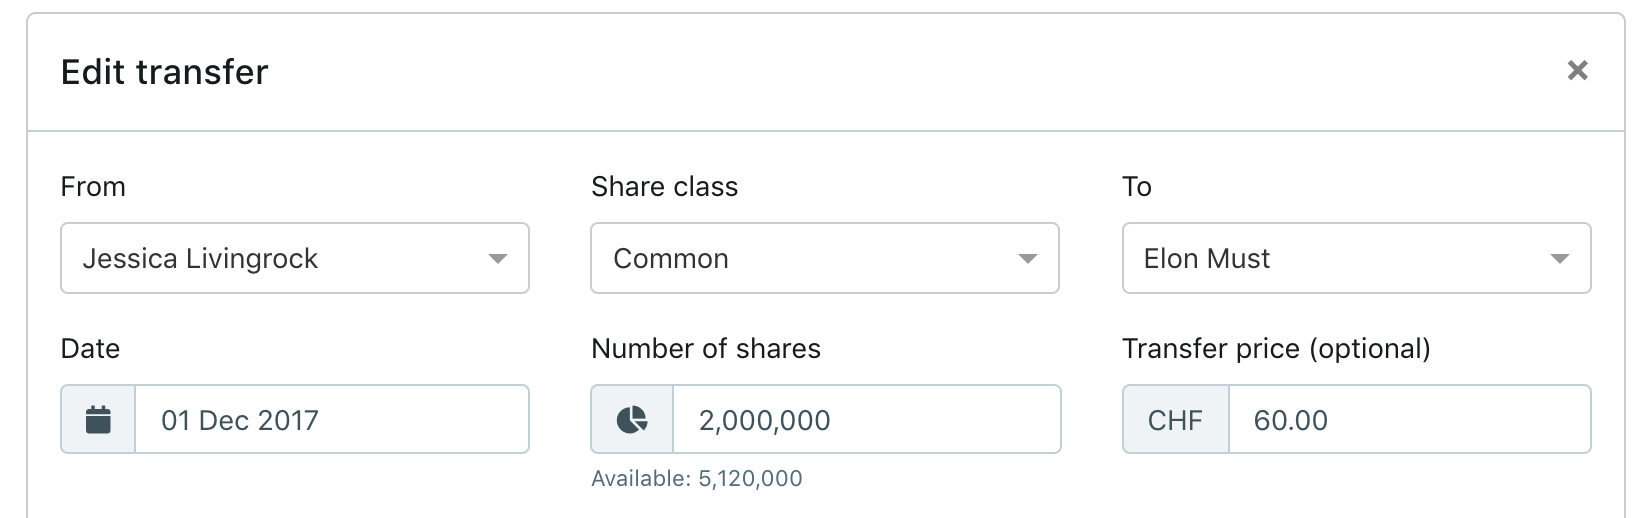 Edit transfer
From
Share class
To
Jessica Livingrock
Common
Elon Must
Date
Number of shares
Transfer price (optional)
01 Dec 2017
2,000,000
CHF 60.00
Available: 5,120,000